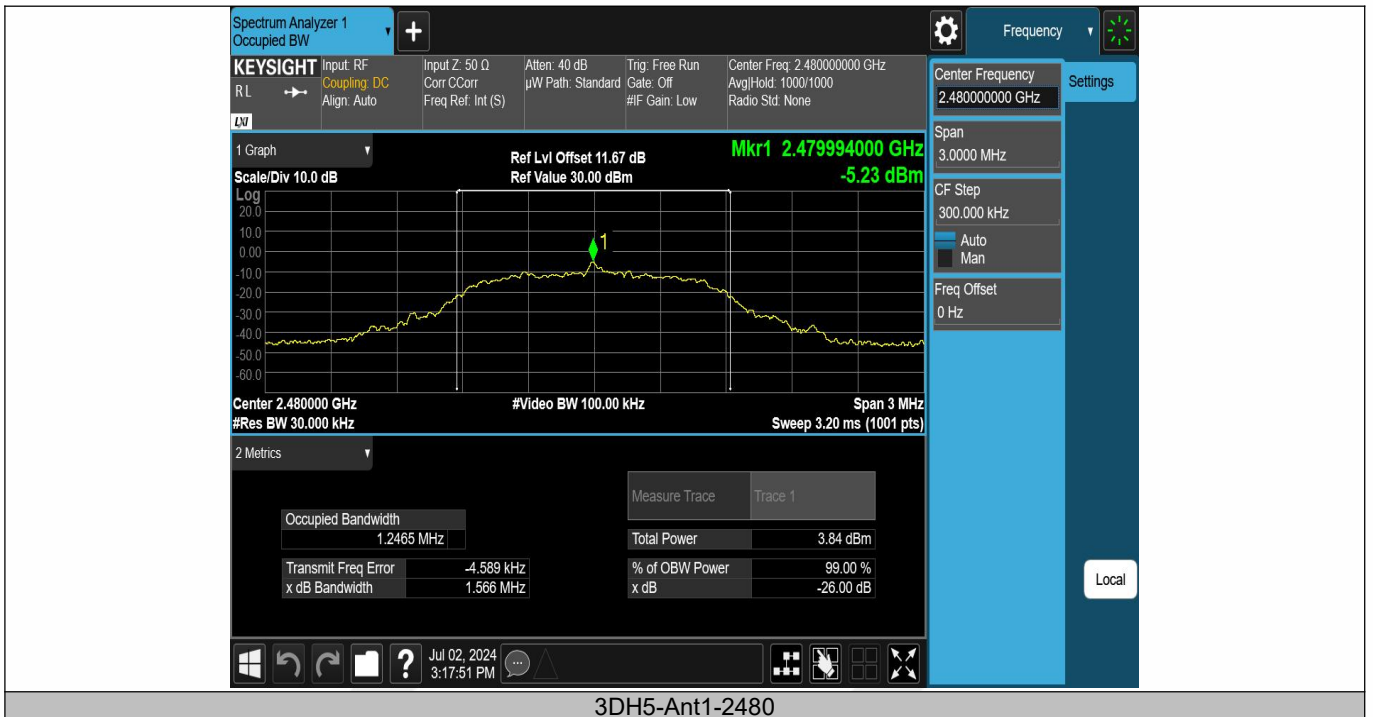 Spectrum Analyzer 1
Occupied BW
Frequency
KEYSIGHT
RL
LXI
Input: RF
Coupling: DC
Align: Auto
Input Z: 50 Ω
Corr CCorr
Freq Ref: Int (S)
Atten: 40 dB
µW Path: Standard
Trig: Free Run
Gate: Off
#IF Gain: Low
Center Freq: 2.480000000 GHz
Avg|Hold: 1000/1000
Radio Std: None
Center Frequency
2.480000000 GHz
Settings
Span
3.0000 MHz
CF Step
300.000 kHz
Auto
Man
Freq Offset
0 Hz
Local
1 Graph
Scale/Div 10.0 dB
Ref Lvl Offset 11.67 dB
Ref Value 30.00 dBm
Mkr1 2.479994000 GHz
-5.23 dBm
Log
20.0
10.0
0.00
-10.0
-20.0
-30.0
-40.0
-50.0
-60.0
1
Center 2.480000 GHz
#Res BW 30.000 kHz
#Video BW 100.00 kHz
Span 3 MHz
Sweep 3.20 ms (1001 pts)
2 Metrics
Measure Trace Trace 1
Occupied Bandwidth
1.2465 MHz
Total Power 3.84 dBm
Transmit Freq Error -4.589 kHz
% of OBW Power 99.00 %
x dB Bandwidth 1.566 MHz
x dB -26.00 dB
?
Jul 02, 2024
3:17:51 PM
3DH5-Ant1-2480